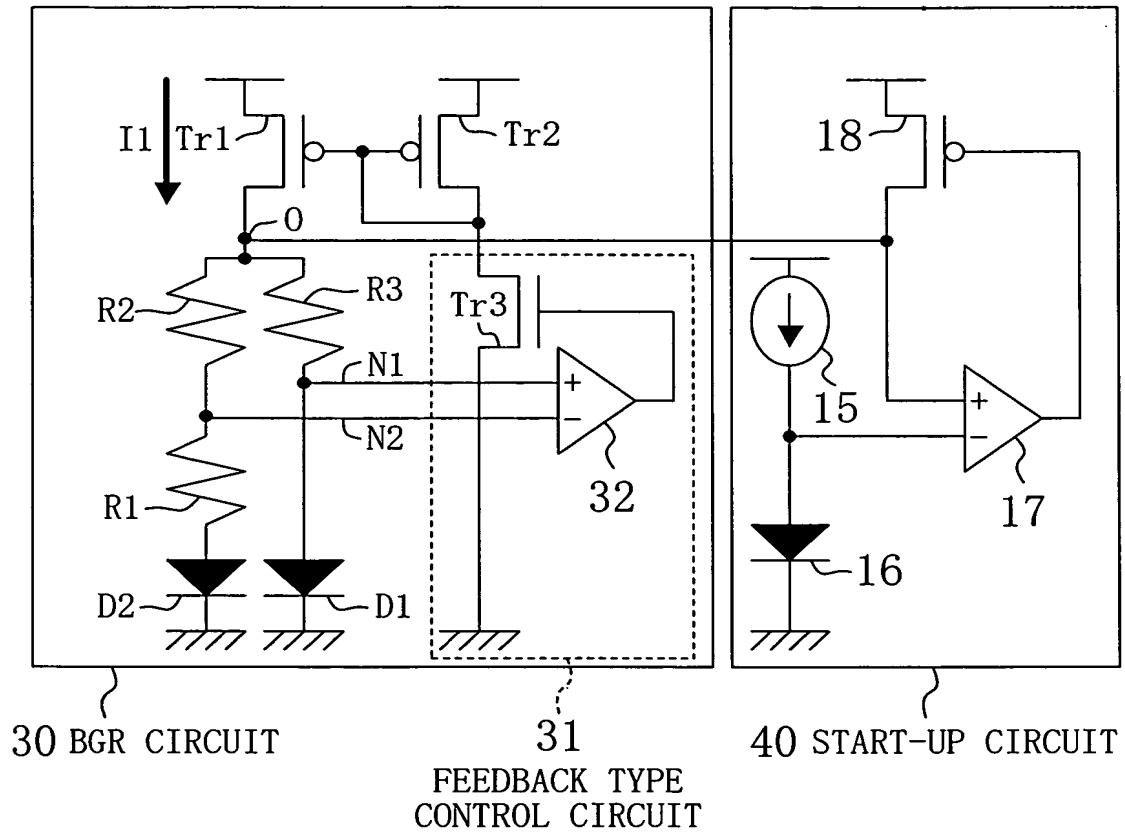 I1
Tr1
Tr2
18
O
R2
R3
Tr3
N1
+
-
N2
32
R1
15
+
-
17
16
D2
D1
30 BGR CIRCUIT
31
FEEDBACK TYPE
CONTROL CIRCUIT
40 START-UP CIRCUIT